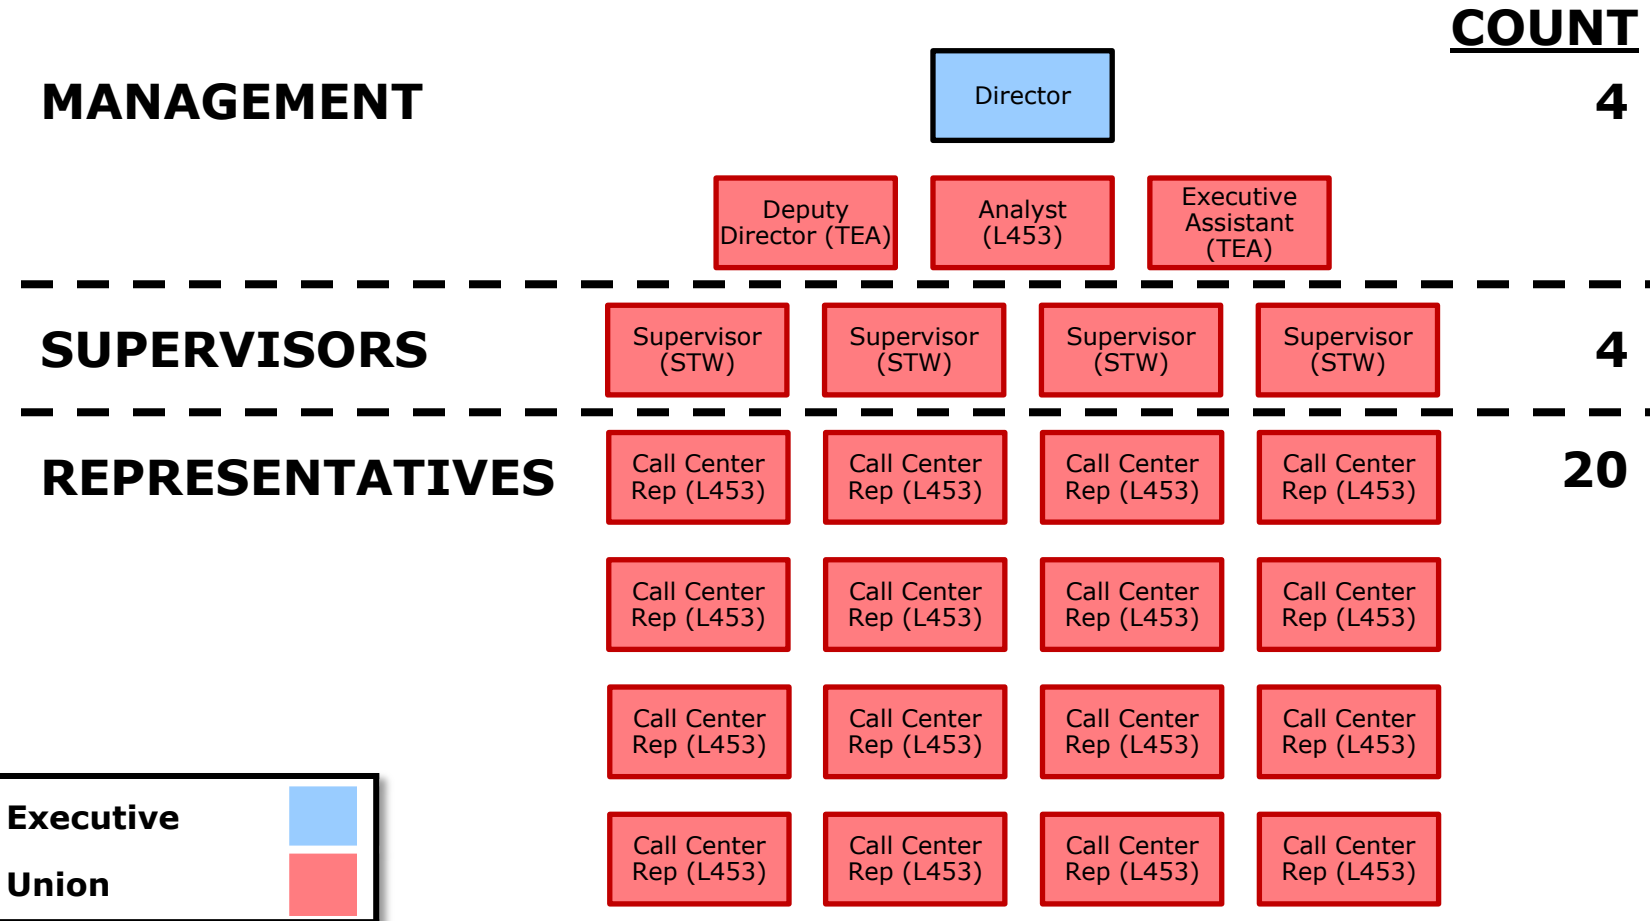 COUNT
MANAGEMENT
Director
4
Deputy
Director (TEA)
Analyst
(L453)
Executive
Assistant
(TEA)
SUPERVISORS
Supervisor
(STW)
Supervisor
(STW)
Supervisor
(STW)
Supervisor
(STW)
4
REPRESENTATIVES
Call Center
Rep (L453)
Call Center
Rep (L453)
Call Center
Rep (L453)
Call Center
Rep (L453)
20
Call Center
Rep (L453)
Call Center
Rep (L453)
Call Center
Rep (L453)
Call Center
Rep (L453)
Call Center
Rep (L453)
Call Center
Rep (L453)
Call Center
Rep (L453)
Call Center
Rep (L453)
Call Center
Rep (L453)
Call Center
Rep (L453)
Call Center
Rep (L453)
Call Center
Rep (L453)
Executive
Union